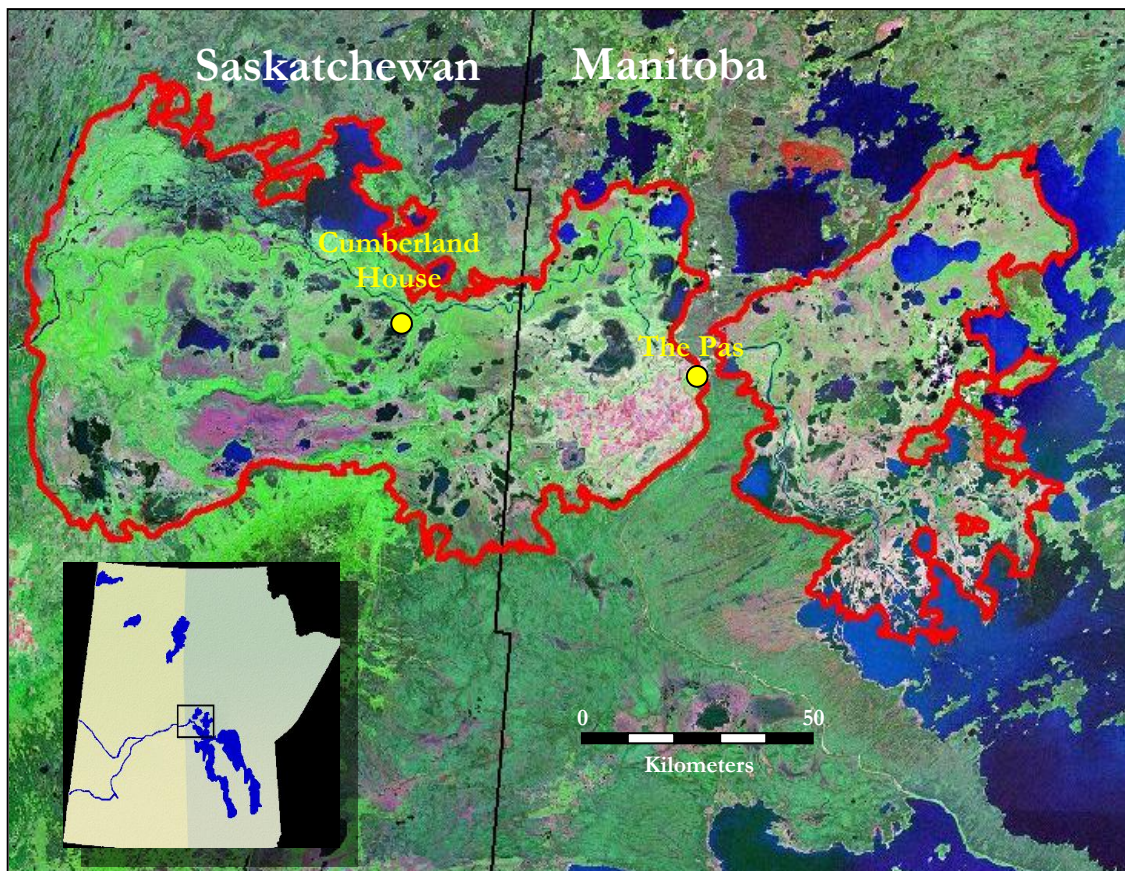 Saskatchewan
Manitoba
Cumberland
House
The Pas
0
50
Kilometers